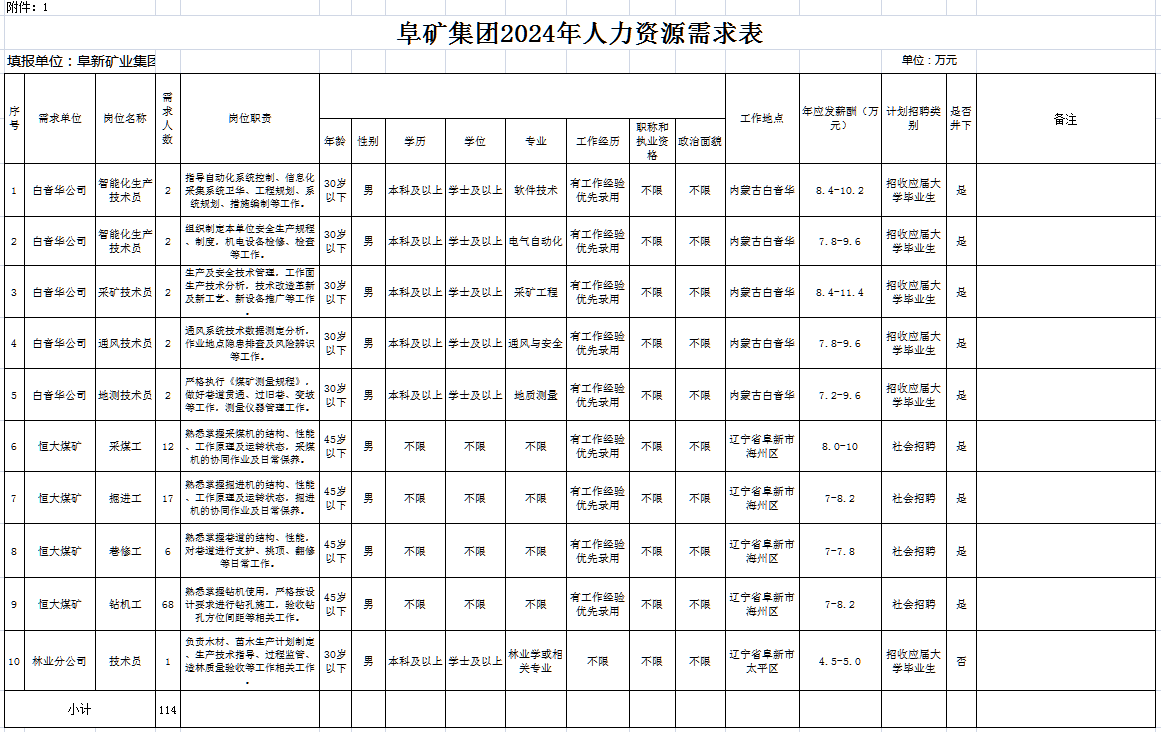 附件：1
阜矿集团2024年人力资源需求表
填报单位：阜新矿业集团
单位：万元
序号 需求单位 岗位名称 需求人数 岗位职责 年龄 性别 学历 学位 专业 工作经历 职称和执业资格 政治面貌 工作地点 年应发薪酬（万元） 计划招聘类别 是否井下 备注
1 白音华公司 智能化生产技术员 2 指导自动化系统控制、信息化采集系统卫华、工程规划、系统规划、措施编制等工作。 30岁以下 男 本科及以上 学士及以上 软件技术 有工作经验优先录用 不限 不限 内蒙古白音华 8.4-10.2 招收应届大学毕业生 是
2 白音华公司 智能化生产技术员 2 组织制定本单位安全生产规程、制度，机电设备检修、检查等工作。 30岁以下 男 本科及以上 学士及以上 电气自动化 有工作经验优先录用 不限 不限 内蒙古白音华 7.8-9.6 招收应届大学毕业生 是
3 白音华公司 采矿技术员 2 生产及安全技术管理，工作面生产技术分析，技术改造革新及新工艺、新设备推广等工作。 30岁以下 男 本科及以上 学士及以上 采矿工程 有工作经验优先录用 不限 不限 内蒙古白音华 8.4-11.4 招收应届大学毕业生 是
4 白音华公司 通风技术员 2 通风系统技术数据测定分析，作业地点隐患排查及风险辨识等工作。 30岁以下 男 本科及以上 学士及以上 通风与安全 有工作经验优先录用 不限 不限 内蒙古白音华 7.8-9.6 招收应届大学毕业生 是
5 白音华公司 地测技术员 2 严格执行《煤矿测量规程》，做好巷道贯通、过旧巷、变坡等工作，测量仪器管理工作。 30岁以下 男 本科及以上 学士及以上 地质测量 有工作经验优先录用 不限 不限 内蒙古白音华 7.2-9.6 招收应届大学毕业生 是
6 恒大煤矿 采煤工 12 熟悉掌握采煤机的结构、性能、工作原理及运转状态，采煤机的协同作业及日常保养。 45岁以下 男 不限 不限 不限 有工作经验优先录用 不限 不限 辽宁省阜新市海州区 8.0-10 社会招聘 是
7 恒大煤矿 掘进工 17 熟悉掌握掘进机的结构、性能、工作原理及运转状态，掘进机的协同作业及日常保养。 45岁以下 男 不限 不限 不限 有工作经验优先录用 不限 不限 辽宁省阜新市海州区 7-8.2 社会招聘 是
8 恒大煤矿 巷修工 6 熟悉掌握巷道的结构、性能，对巷道进行支护、挑顶、翻修等日常工作。 45岁以下 男 不限 不限 不限 有工作经验优先录用 不限 不限 辽宁省阜新市海州区 7-7.8 社会招聘 是
9 恒大煤矿 钻机工 68 熟悉掌握钻机使用，严格按设计要求进行钻孔施工，验收钻孔方位间距等相关工作。 45岁以下 男 不限 不限 不限 有工作经验优先录用 不限 不限 辽宁省阜新市海州区 7-8.2 社会招聘 是
10 林业分公司 技术员 1 负责木材、苗木生产计划制定、生产技术指导、过程监管、造林质量验收等工作相关工作。 30岁以下 男 本科及以上 学士及以上 林业学或相关专业 不限 不限 不限 辽宁省阜新市太平区 4.5-5.0 招收应届大学毕业生 否
小计 114